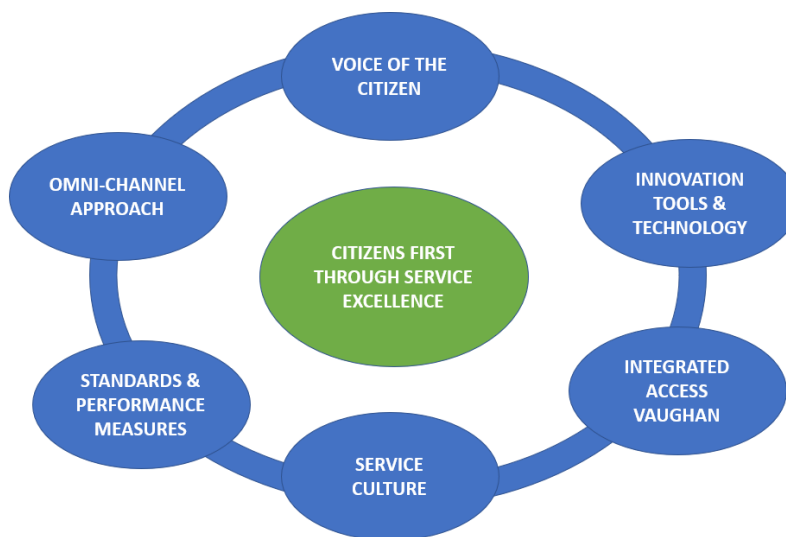 VOICE OF THE
CITIZEN
OMNI-CHANNEL
APPROACH
INNOVATION
TOOLS &
TECHNOLOGY
CITIZENS FIRST
THROUGH SERVICE
EXCELLENCE
STANDARDS &
PERFORMANCE
MEASURES
INTEGRATED
ACCESS
VAUGHAN
SERVICE
CULTURE